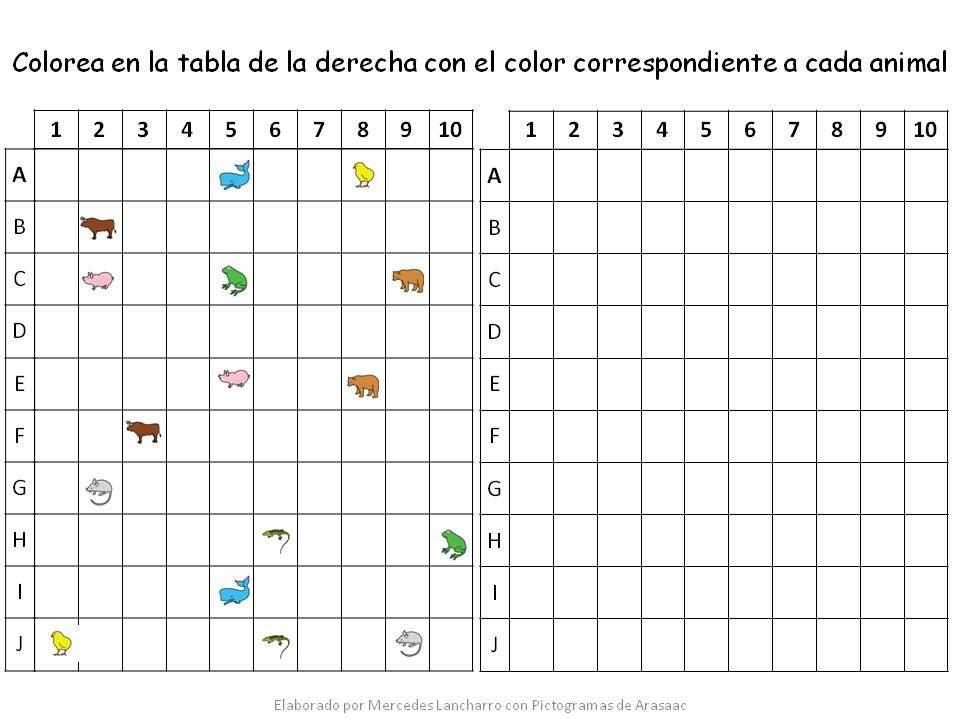 Colorea en la tabla de la derecha con el color correspondiente a cada animal
1 2 3 4 5 6 7 8 9 10 1 2 3 4 5 6 7 8 9 10
A A
B B
C C
D D
E E
F F
G G
H H
I I
J J
Elaborado por Mercedes Lancharro con Pictogramas de Arasaac